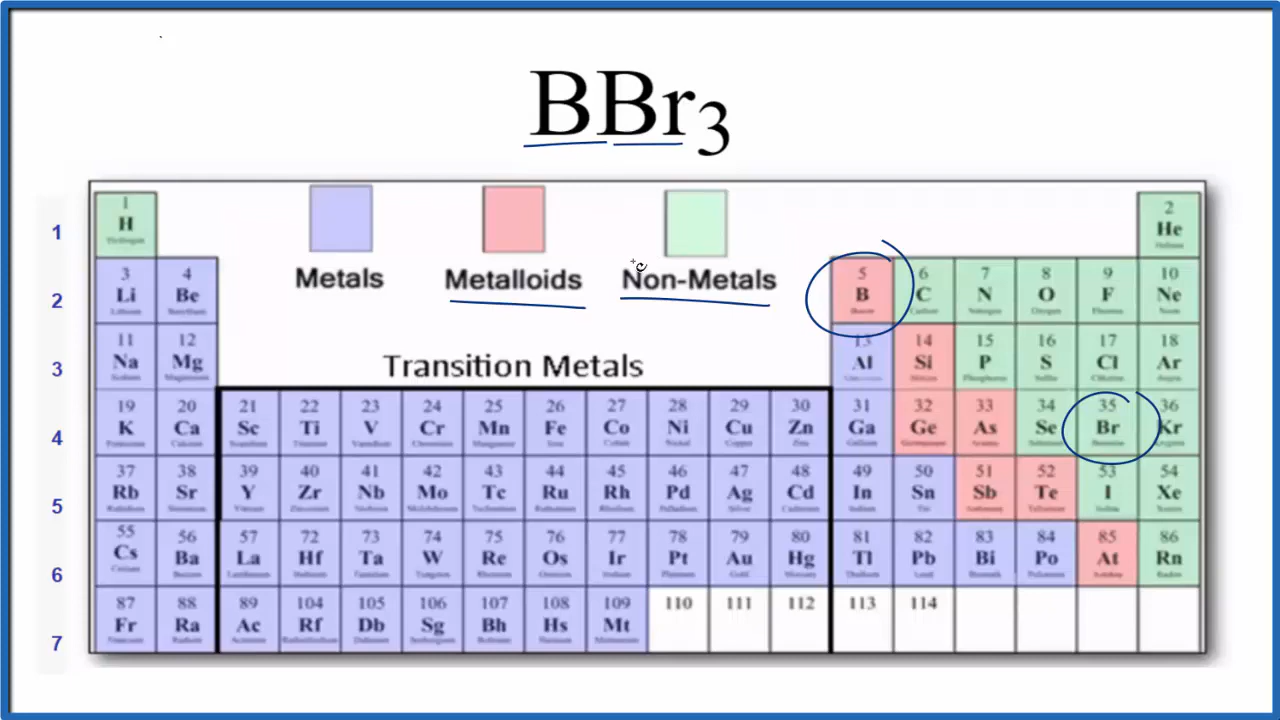 BBr₃
1 2
1 H He
Metals Metalloids Non-Metals
3 4 5 6 7 8 9 10
2 Li Be B C N O F Ne
Transition Metals
11 12 13 14 15 16 17 18
3 Na Mg Al Si P S Cl Ar
19 20 21 22 23 24 25 26 27 28 29 30 31 32 33 34 35 36
4 K Ca Sc Ti V Cr Mn Fe Co Ni Cu Zn Ga Ge As Se Br Kr
37 38 39 40 41 42 43 44 45 46 47 48 49 50 51 52 53 54
5 Rb Sr Y Zr Nb Mo Tc Ru Rh Pd Ag Cd In Sn Sb Te I Xe
55 56 57 72 73 74 75 76 77 78 79 80 81 82 83 84 85 86
6 Cs Ba La Hf Ta W Re Os Ir Pt Au Hg Tl Pb Bi Po At Rn
87 88 89 104 105 106 107 108 109 110 111 112 113 114
7 Fr Ra Ac Rf Db Sg Bh Hs Mt